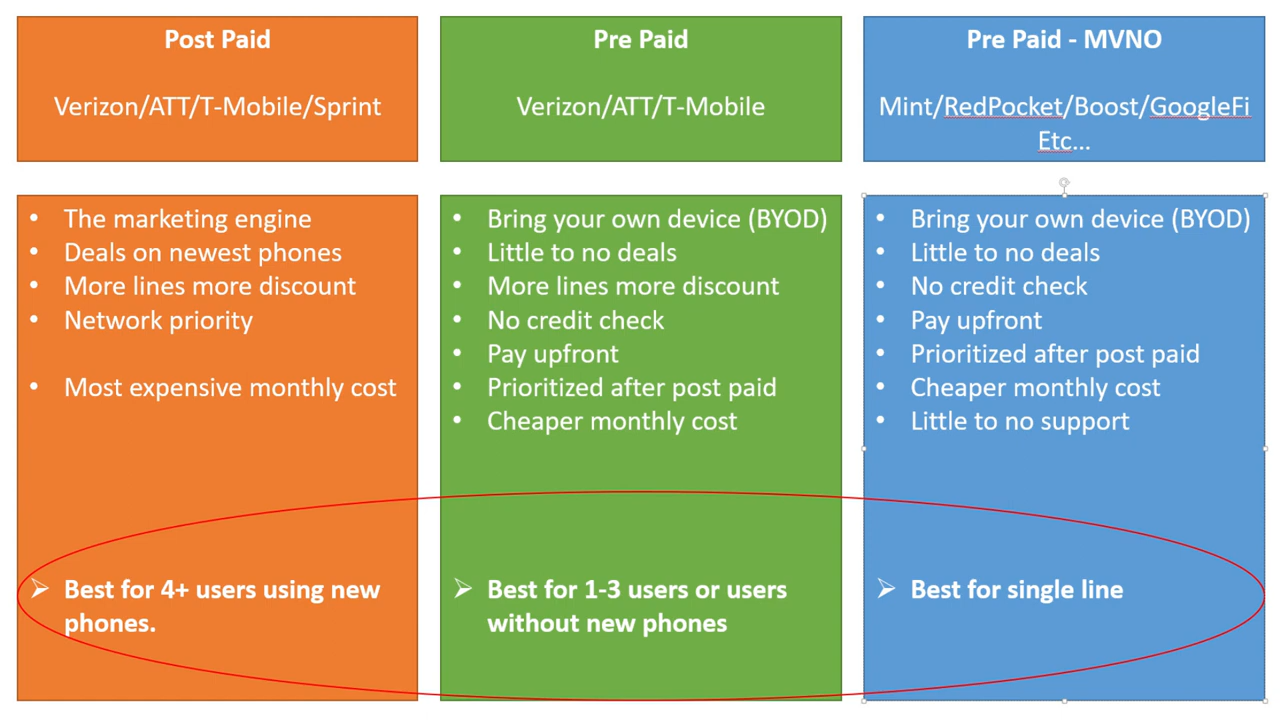 Post Paid
Verizon/ATT/T-Mobile/Sprint
Pre Paid
Verizon/ATT/T-Mobile
Pre Paid - MVNO
Mint/RedPocket/Boost/GoogleFi
Etc...
• The marketing engine
• Deals on newest phones
• More lines more discount
• Network priority
• Most expensive monthly cost
➢ Best for 4+ users using new
phones.
• Bring your own device (BYOD)
• Little to no deals
• More lines more discount
• No credit check
• Pay upfront
• Prioritized after post paid
• Cheaper monthly cost
➢ Best for 1-3 users or users
without new phones
• Bring your own device (BYOD)
• Little to no deals
• No credit check
• Pay upfront
• Prioritized after post paid
• Cheaper monthly cost
• Little to no support
➢ Best for single line